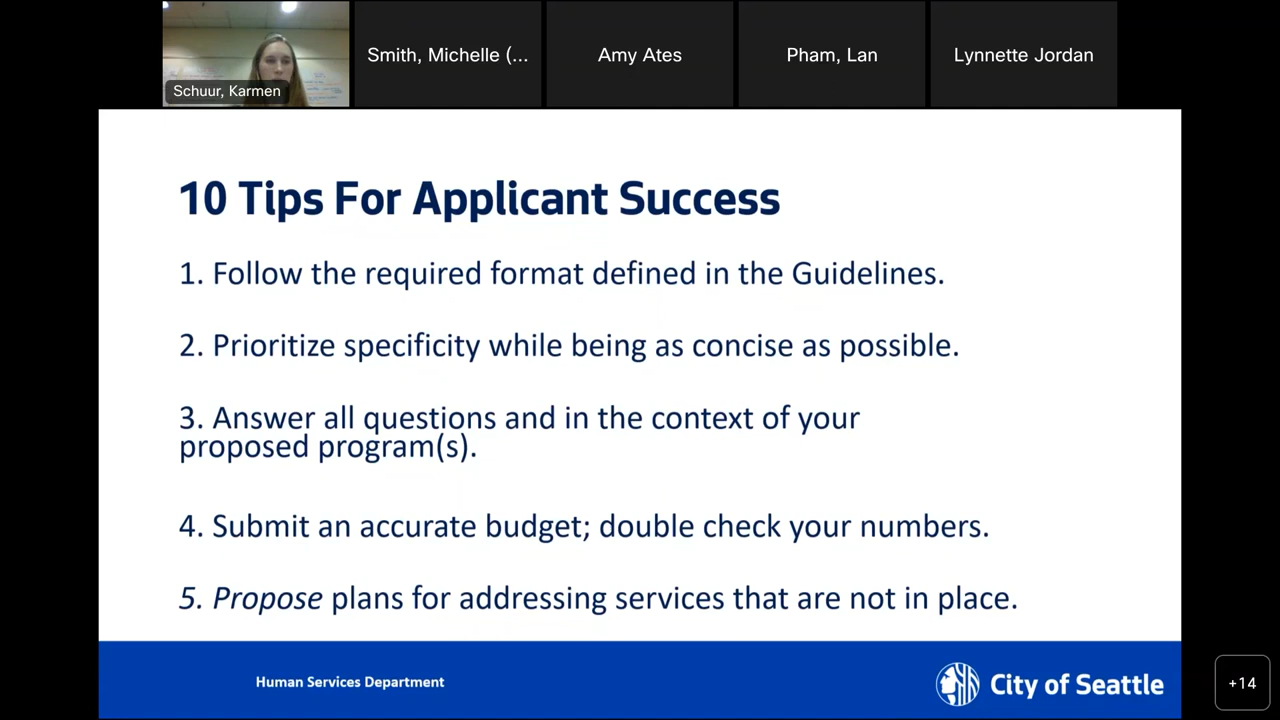 Schuur, Karmen
Smith, Michelle (...
Amy Ates
Pham, Lan
Lynnette Jordan
10 Tips For Applicant Success
1. Follow the required format defined in the Guidelines.
2. Prioritize specificity while being as concise as possible.
3. Answer all questions and in the context of your
proposed program(s).
4. Submit an accurate budget; double check your numbers.
5. Propose plans for addressing services that are not in place.
Human Services Department
City of Seattle
+14